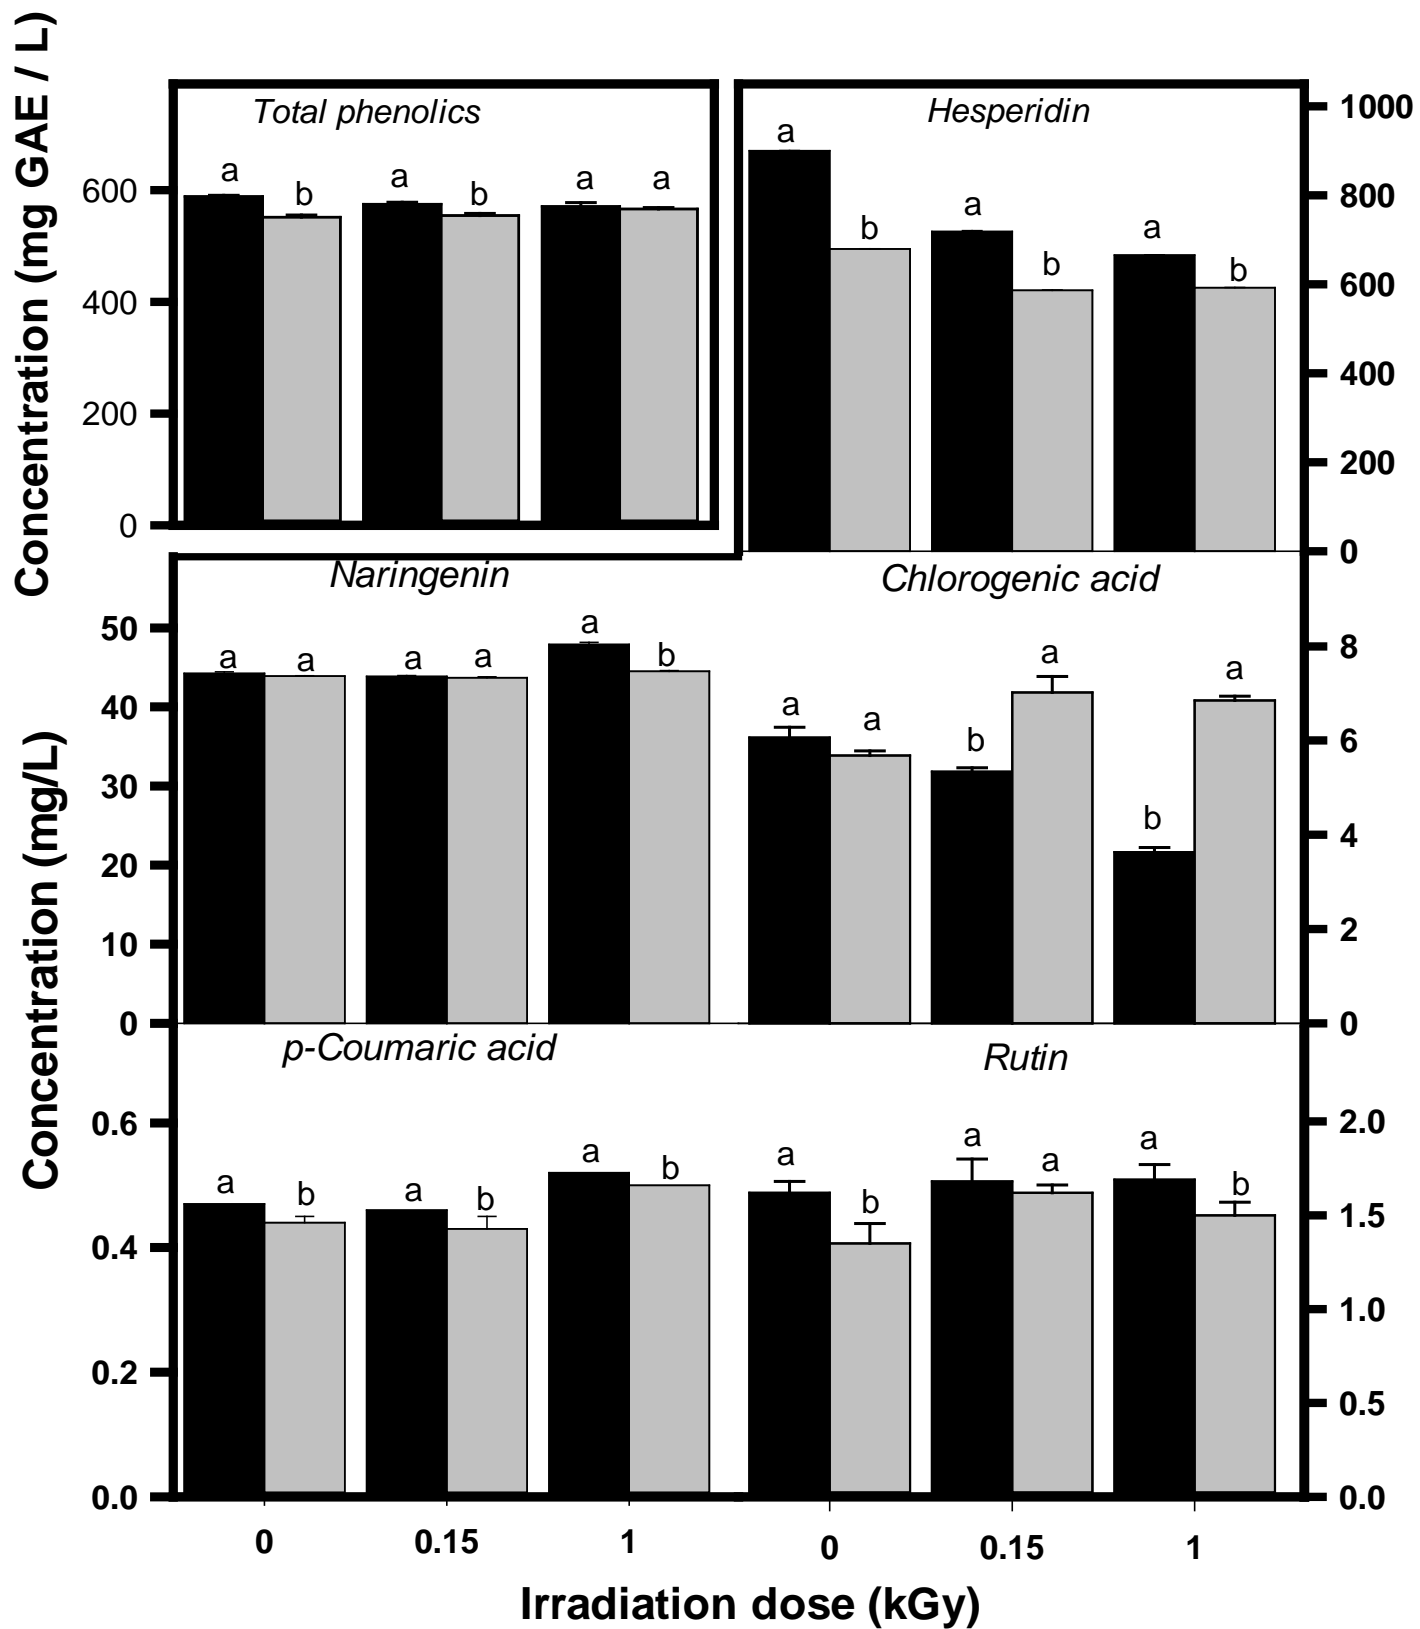 Concentration (mg GAE / L)
Total phenolics
600
400
200
0
a
b
a
b
a
a
Hesperidin
1000
800
600
400
200
0
a
b
a
b
a
b
Concentration (mg/L)
Naringenin
50
40
30
20
10
0
a
a
a
a
a
b
Chlorogenic acid
8
6
4
2
0
a
a
b
a
b
a
p-Coumaric acid
0.6
0.4
0.2
0.0
a
b
a
b
a
b
Rutin
2.0
1.5
1.0
0.5
0.0
a
b
a
a
a
b
0 0.15 1 0 0.15 1
Irradiation dose (kGy)